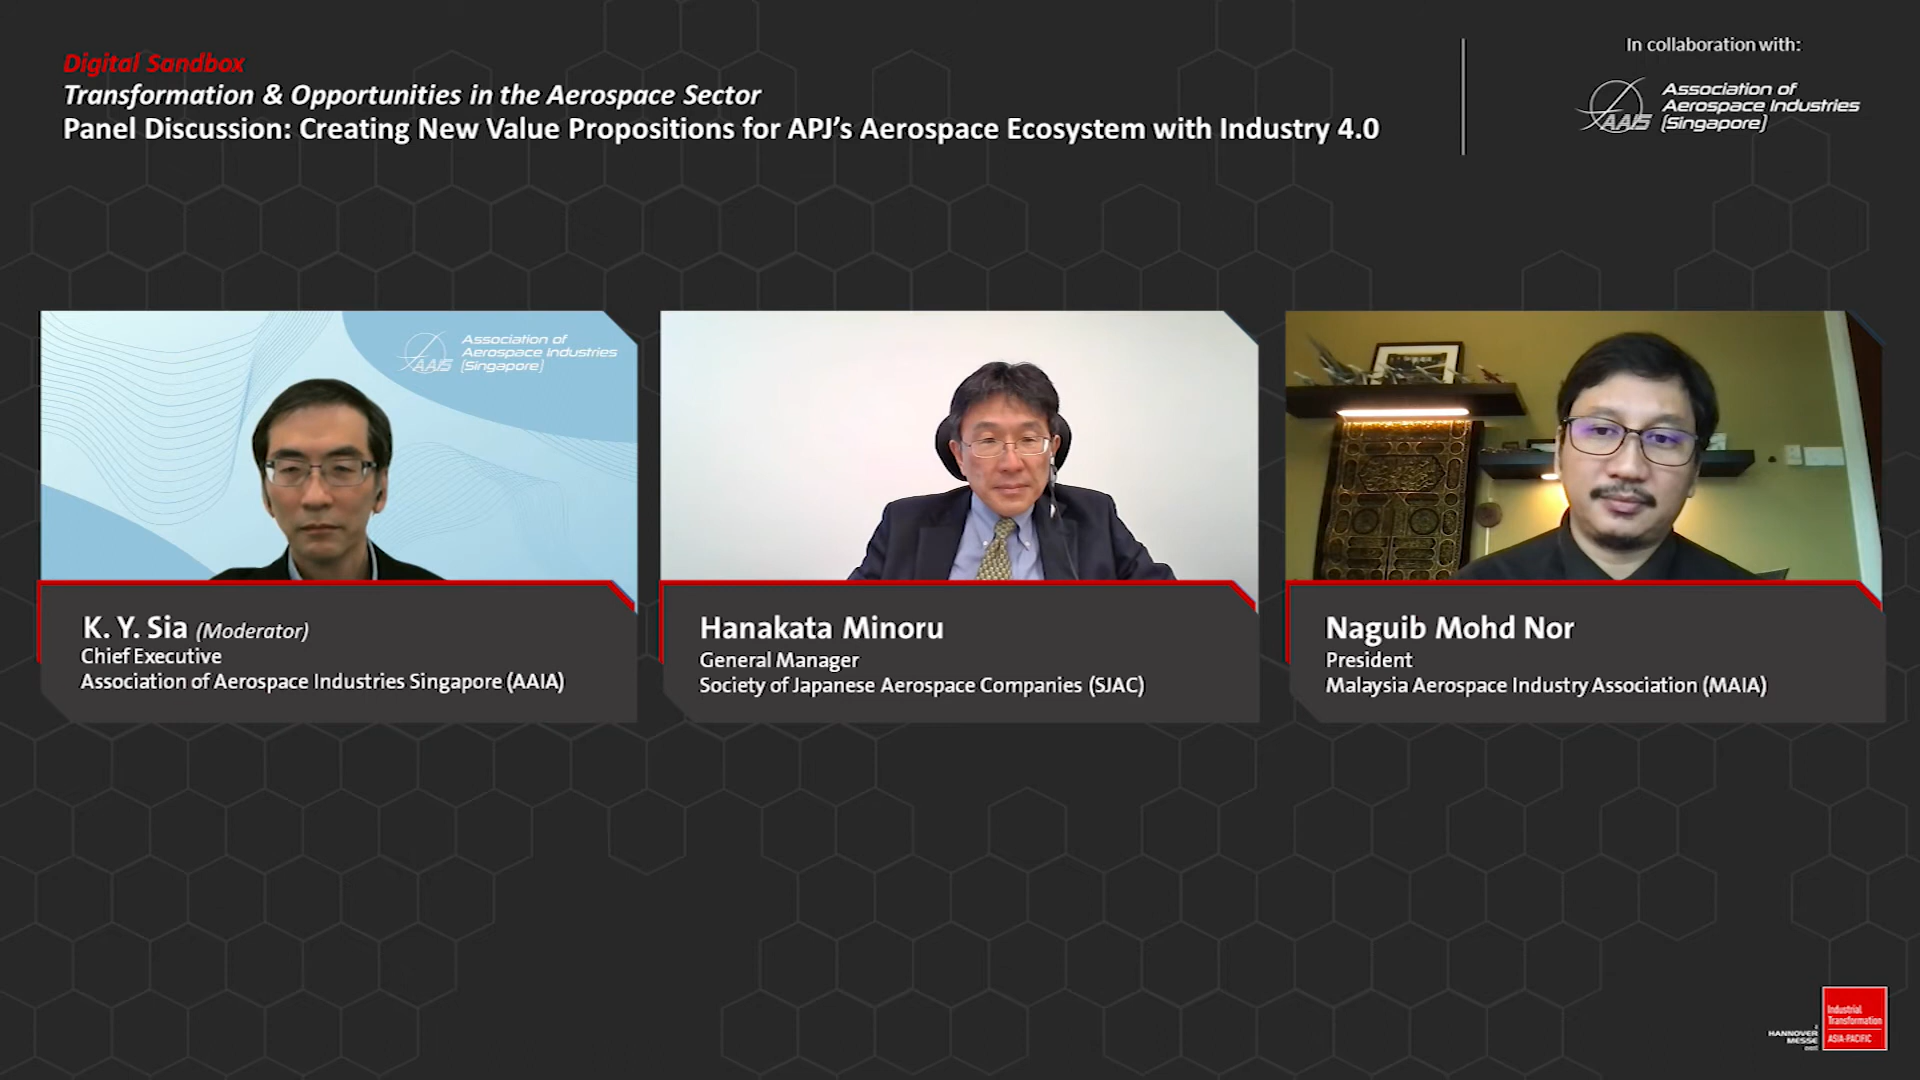 Digital Sandbox
Transformation & Opportunities in the Aerospace Sector
Panel Discussion: Creating New Value Propositions for APJ's Aerospace Ecosystem with Industry 4.0
In collaboration with:
AAIS
Association of
Aerospace Industries
(Singapore)
AAIS
Association of
Aerospace Industries
(Singapore)
K. Y. Sia (Moderator)
Chief Executive
Association of Aerospace Industries Singapore (AAIA)
Hanakata Minoru
General Manager
Society of Japanese Aerospace Companies (SJAC)
Naguib Mohd Nor
President
Malaysia Aerospace Industry Association (MAIA)
HANNOVER
MESSE
Industrial
Transformation
ASIA-PACIFIC